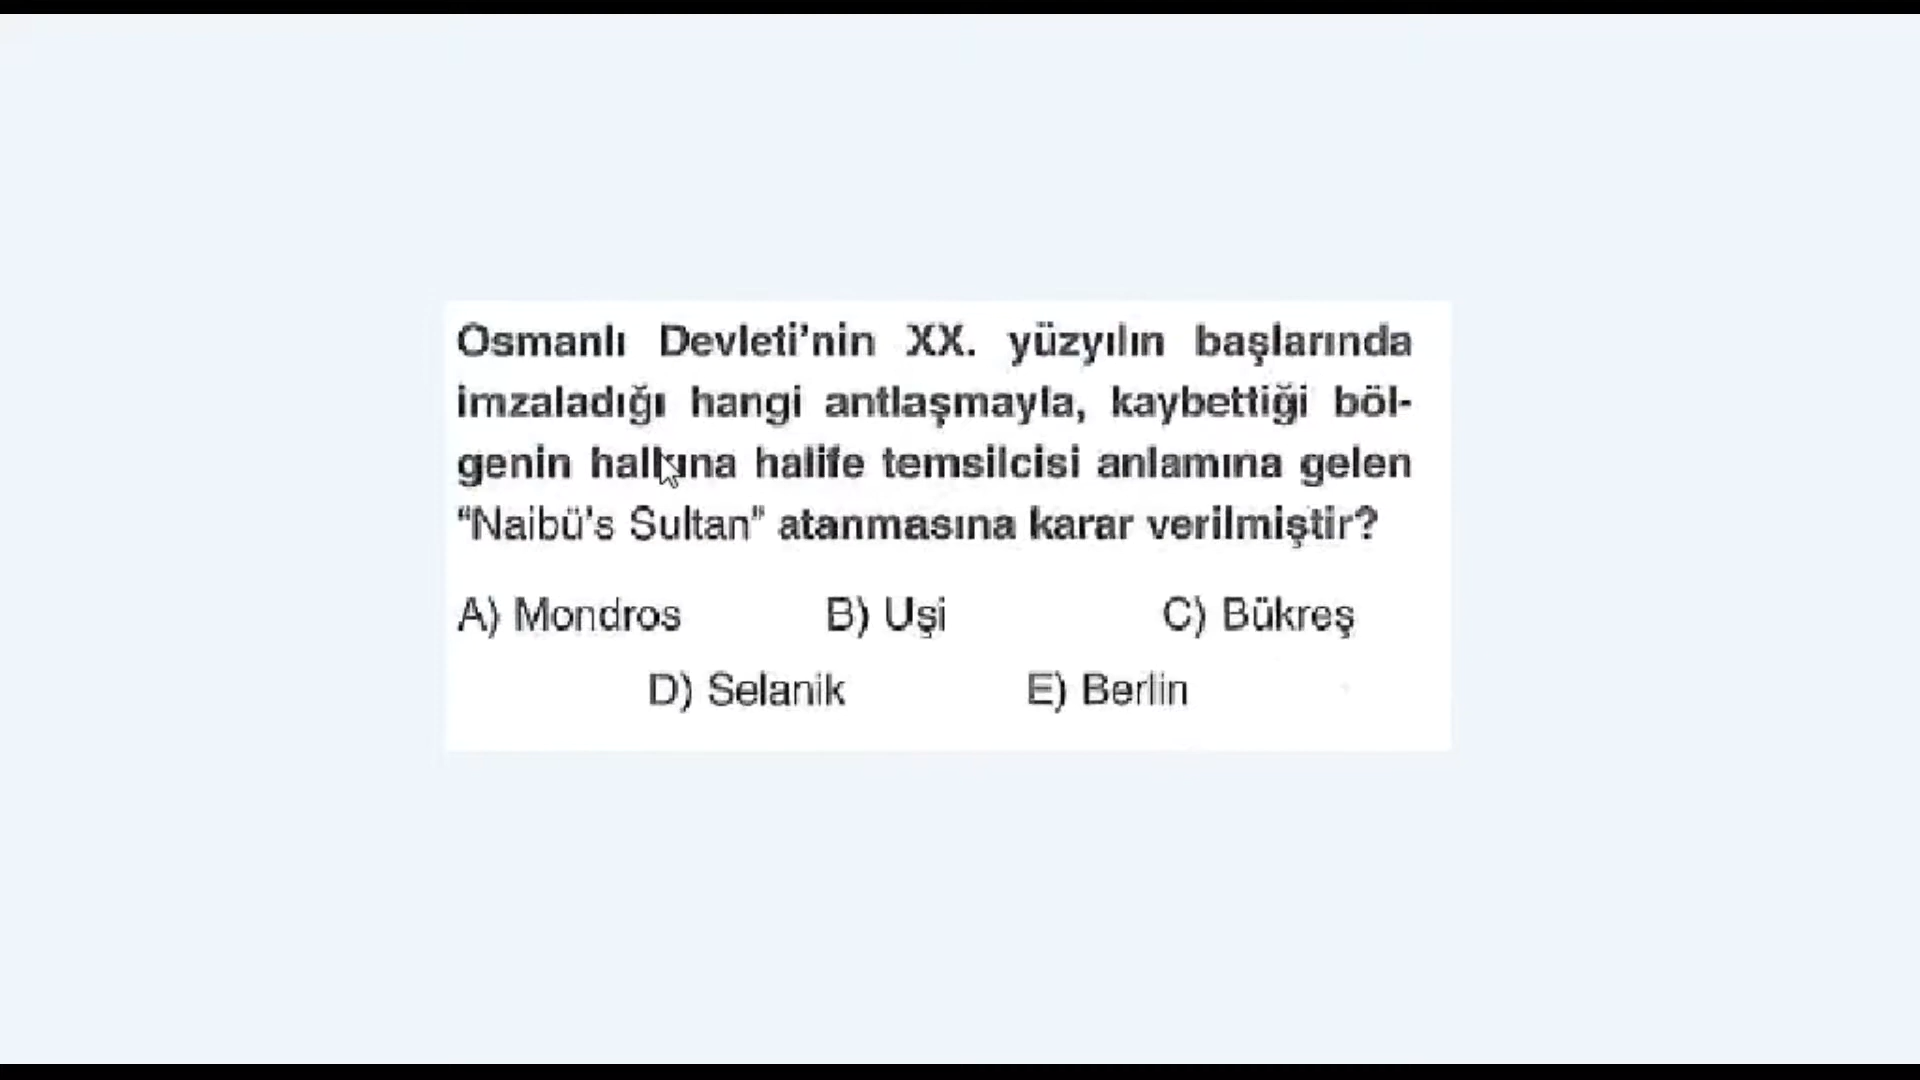 Osmanlı Devleti'nin XX. yüzyılın başlarında
imzaladığı hangi antlaşmayla, kaybettiği böl-
genin halkına halife temsilcisi anlamına gelen
“Naibü's Sultan” atanmasına karar verilmiştir?
A) Mondros B) Uşi C) Bükreş
D) Selanik E) Berlin